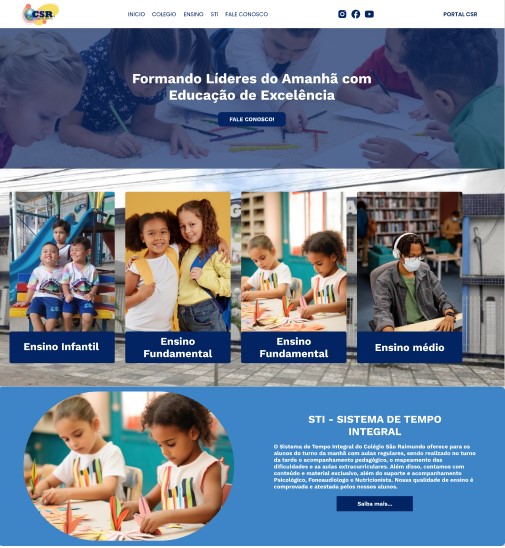 CSR
INICIO COLEGIO ENSINO STI FALE CONOSCO
PORTAL CSR
Formando Líderes do Amanhã com
Educação de Excelência
FALE CONOSCO!
Ensino Infantil
Ensino
Fundamental
Ensino
Fundamental
Ensino médio
STI - SISTEMA DE TEMPO
INTEGRAL
O Sistema de Tempo Integral do Colégio São Raimundo oferece para os
alunos do turno da manhã com aulas regulares, sendo realizado no turno
da tarde o acompanhamento pedagógico, o mapeamento das
dificuldades e as aulas extracurriculares. Além disso, contamos com
conteúdo e material exclusivo, além do suporte e acompanhamento
Psicológico, Fonoaudiologo e Nutricionista. Nossa qualidade de ensino é
comprovada e atestada pelos nossos alunos.
Saiba mais...